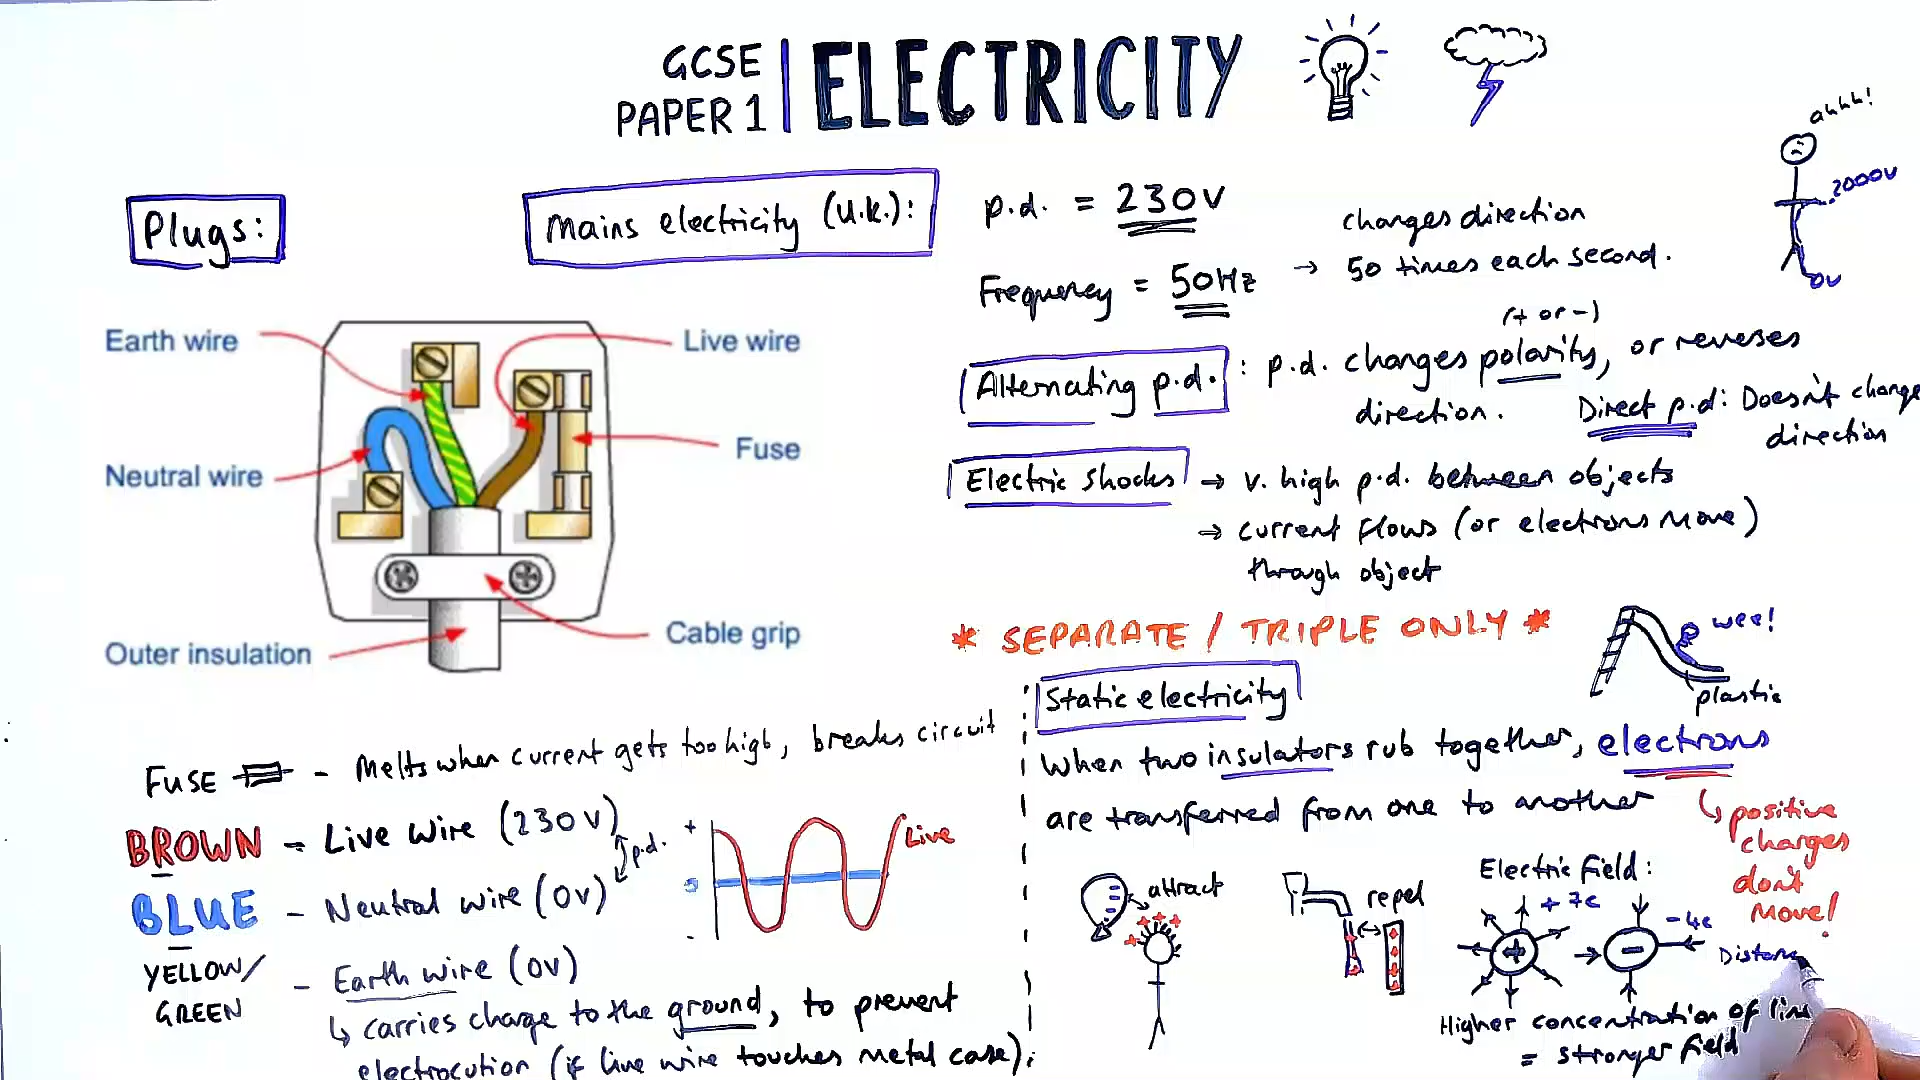 GCSE
PAPER 1
ELECTRICITY
ahhh!
2000V
0V
Plugs:
Mains electricity (U.K.):
p.d. = 230V
Frequency = 50Hz → changes direction
50 times each second.
(+ or -)
Alternating p.d. : p.d. changes polarity, or reverses
direction.
Direct p.d: Doesn't change
direction
Electric Shocks → v. high p.d. between objects
→ current flows (or electrons move)
through object
Earth wire
Live wire
Fuse
Neutral wire
Cable grip
Outer insulation
FUSE - Melts when current gets too high, breaks circuit
BROWN - Live wire (230V)
p.d.
BLUE - Neutral wire (0V)
YELLOW/
GREEN
- Earth wire (0V)
↳ carries charge to the ground, to prevent
electrocution (if live wire touches metal case).
+
0
-
Live
* SEPARATE / TRIPLE ONLY *
wee!
plastic
Static electricity
When two insulators rub together, electrons
are transferred from one to another
↳ positive
charges
don't
move!
attract
repel
Electric field:
+ 7c
- 4c
+
-
Higher concentration of
= stronger field